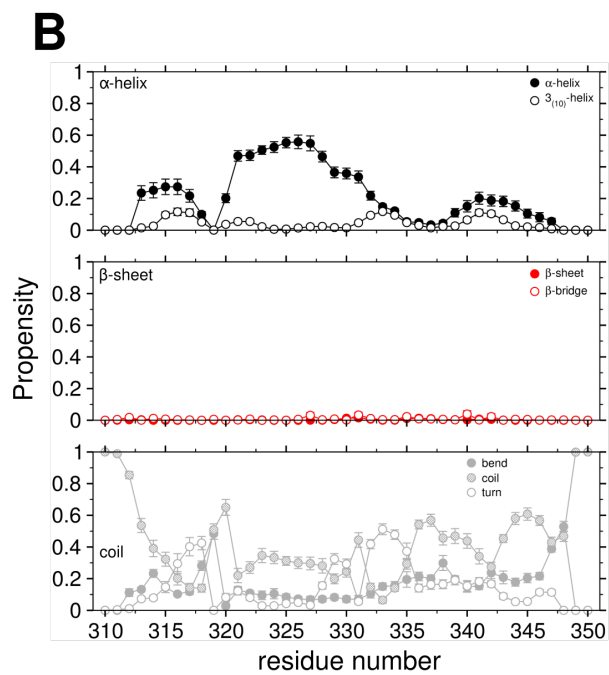 B
α-helix
α-helix
3(10)-helix
1
0.8
0.6
0.4
0.2
0
β-sheet
β-sheet
β-bridge
1
0.8
0.6
0.4
0.2
0
Propensity
bend
coil
turn
coil
1
0.8
0.6
0.4
0.2
0
310 315 320 325 330 335 340 345 350
residue number